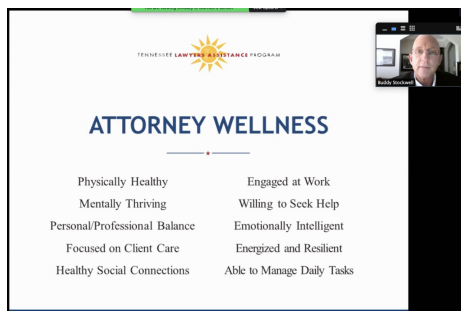 TENNESSEE LAWYERS ASSISTANCE PROGRAM
Buddy Stockwell
ATTORNEY WELLNESS
Physically Healthy
Mentally Thriving
Personal/Professional Balance
Focused on Client Care
Healthy Social Connections
Engaged at Work
Willing to Seek Help
Emotionally Intelligent
Energized and Resilient
Able to Manage Daily Tasks